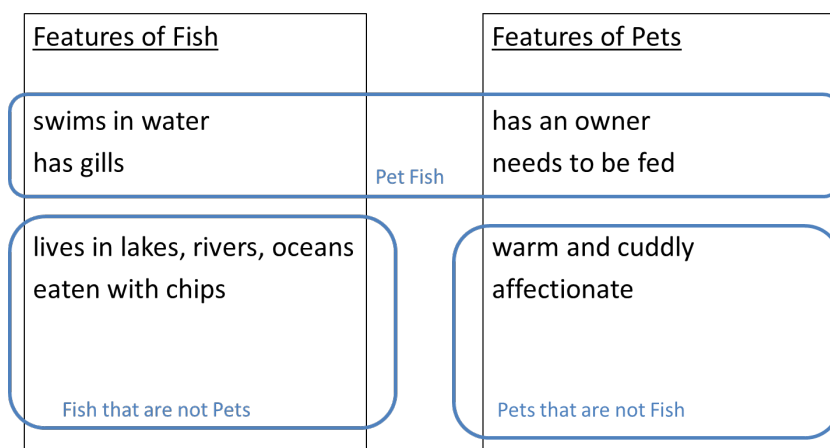 Features of Fish
Features of Pets
swims in water
has gills
has an owner
needs to be fed
Pet Fish
lives in lakes, rivers, oceans
eaten with chips
warm and cuddly
affectionate
Fish that are not Pets
Pets that are not Fish